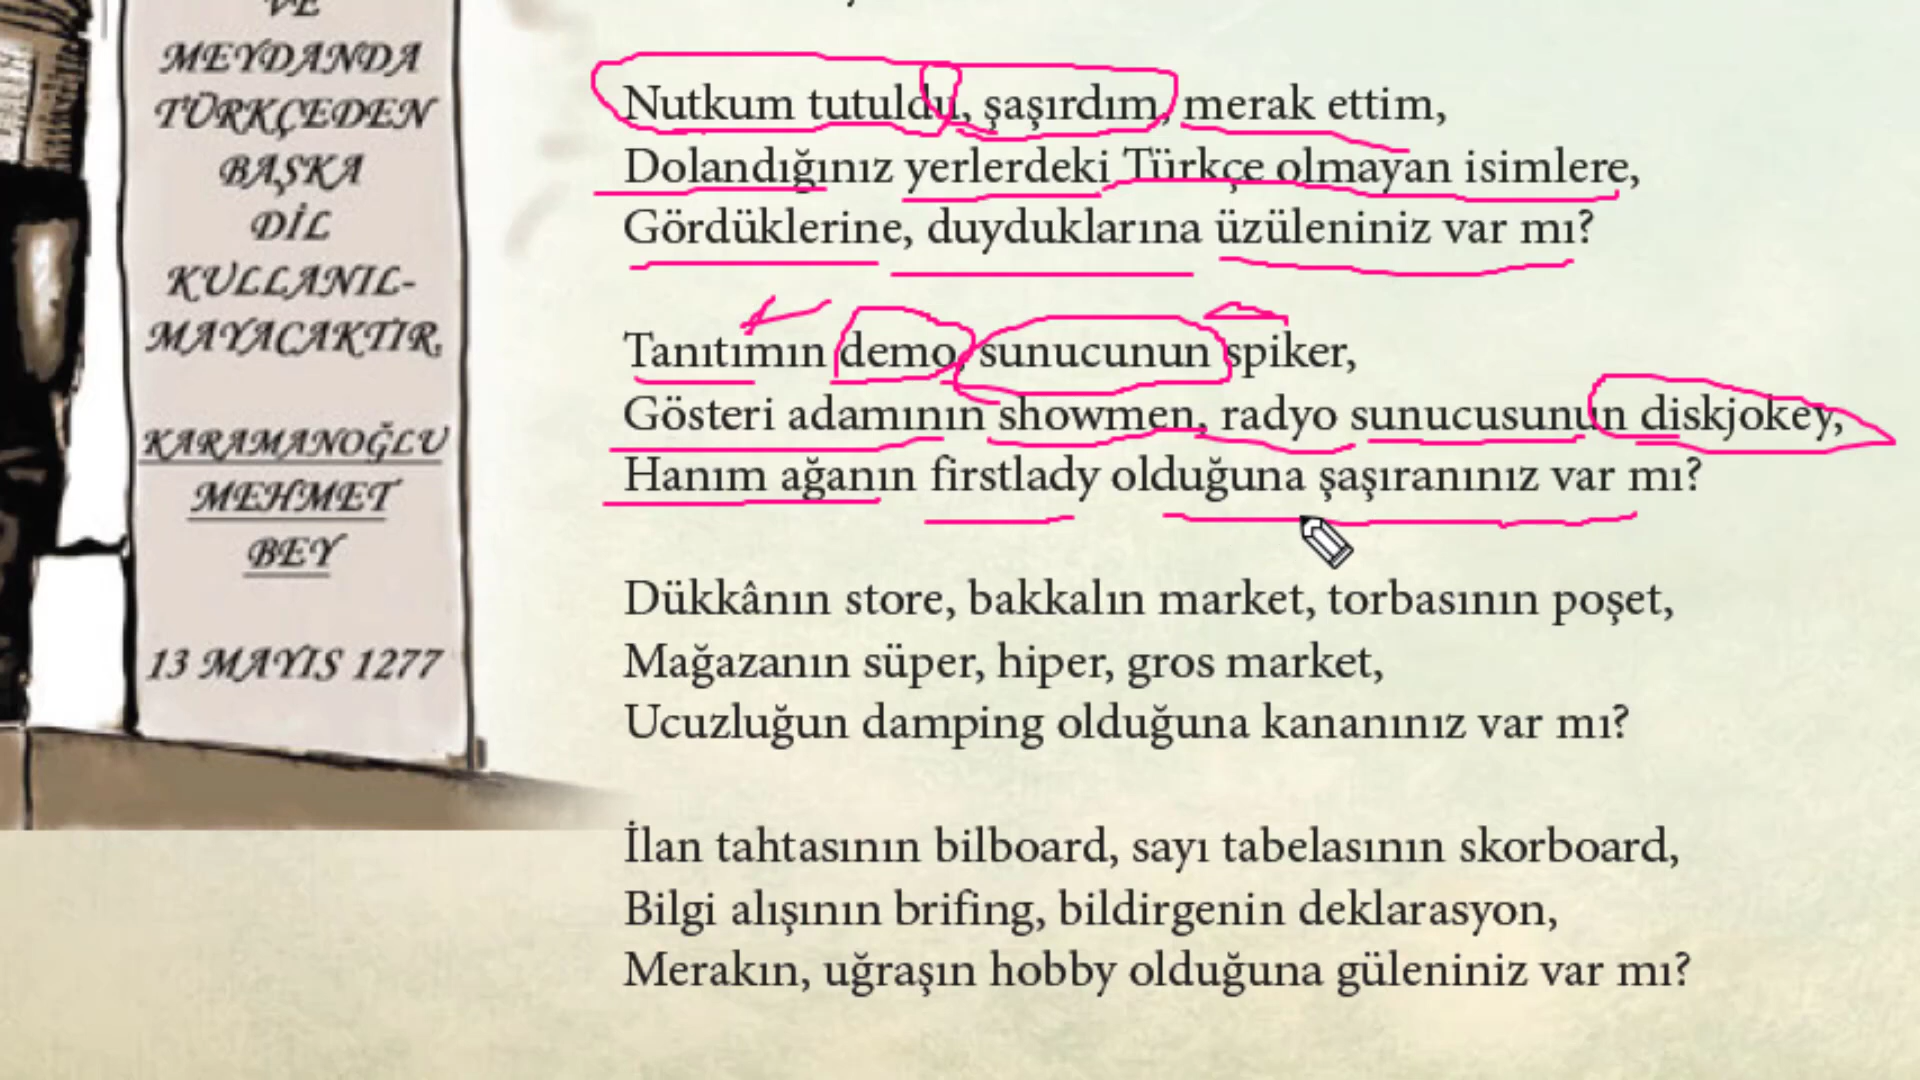 VE
MEYDANDA
TÜRKÇEDEN
BAŞKA
DİL
KULLANIL-
MAYACAKTIR.
KARAMANOĞLU
MEHMET
BEY
13 MAYIS 1277
Nutkum tutuldu, şaşırdım, merak ettim,
Dolandığınız yerlerdeki Türkçe olmayan isimlere,
Gördüklerine, duyduklarına üzüleniniz var mı?
Tanıtımın demo, sunucunun spiker,
Gösteri adamının showmen, radyo sunucusunun diskjokey,
Hanım ağanın firstlady olduğuna şaşıranınız var mı?
Dükkânın store, bakkalın market, torbasının poşet,
Mağazanın süper, hiper, gros market,
Ucuzluğun damping olduğuna kananınız var mı?
İlan tahtasının bilboard, sayı tabelasının skorboard,
Bilgi alışının brifing, bildirgenin deklarasyon,
Merakın, uğraşın hobby olduğuna güleniniz var mı?